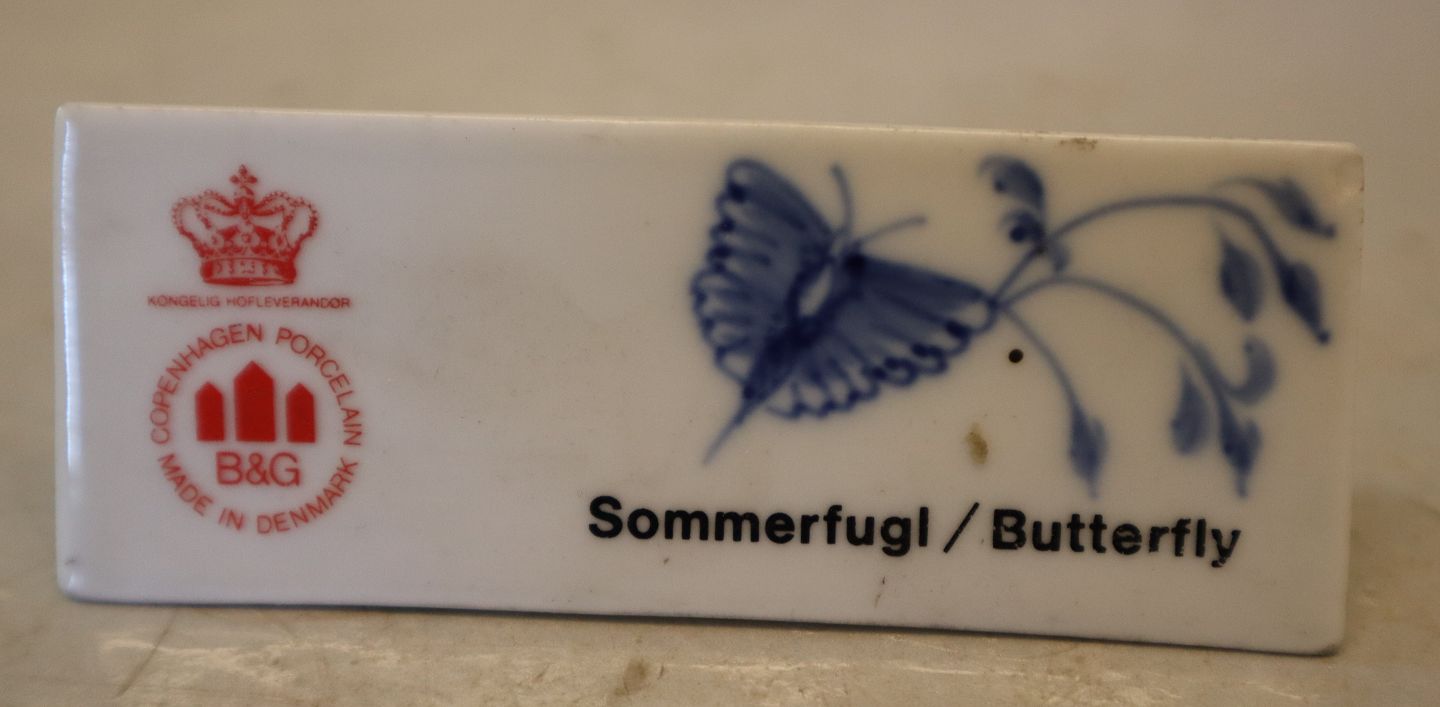 KONGELIG HOFLEVERANDØR
COPENHAGEN PORCELAIN
B&G
MADE IN DENMARK
Sommerfugl / Butterfly